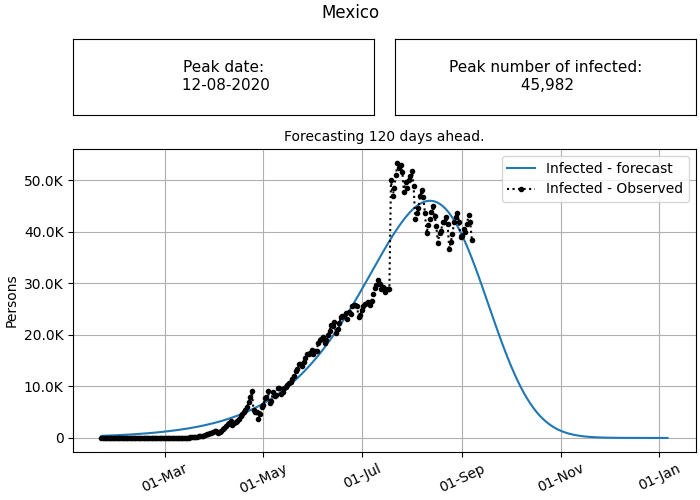 Mexico
Peak date:
12-08-2020
Peak number of infected:
45,982
Forecasting 120 days ahead.
Infected - forecast
Infected - Observed
Persons
50.0K
40.0K
30.0K
20.0K
10.0K
0
01-Mar
01-May
01-Jul
01-Sep
01-Nov
01-Jan